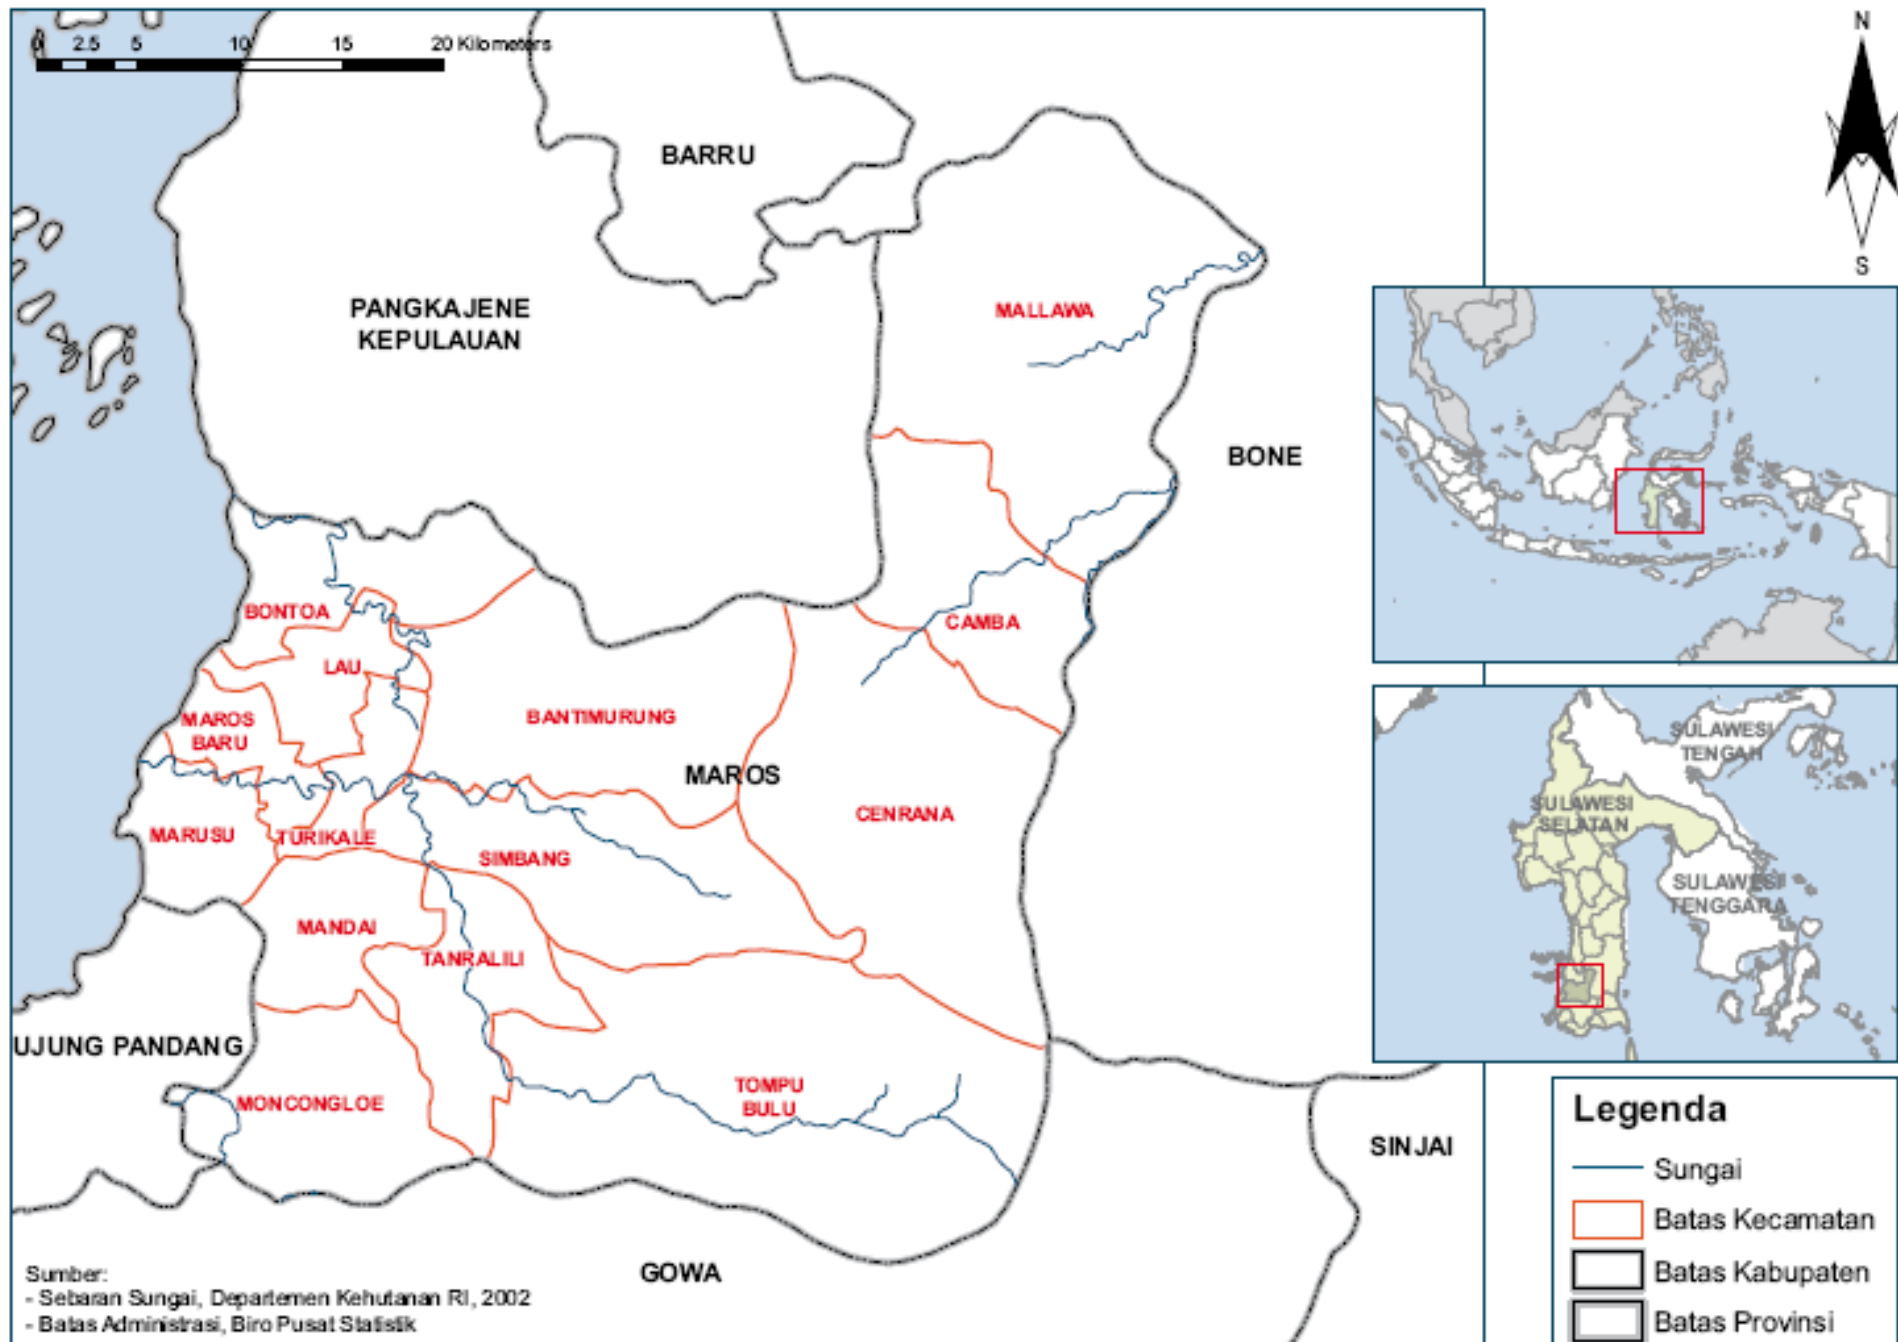 0 2.5 5 10 15 20 Kilometers
N
S
BARRU
PANGKAJENE
KEPULAUAN
MALLAWA
BONE
BONTOA
CAMBA
LAU
MAROS
BARU
BANTIMURUNG
MAROS
CENRANA
MARUSU
TURIKALE
SIMBANG
MANDAI
TANRALILI
UJUNG PANDANG
MONCONGLOE
TOMPU
BULU
SINJAI
GOWA
SULAWESI
TENGAH
SULAWESI
SELATAN
SULAWESI
TENGGARA
Legenda
Sungai
Batas Kecamatan
Batas Kabupaten
Batas Provinsi
Sumber:
- Sebaran Sungai, Departemen Kehutanan RI, 2002
- Batas Administrasi, Biro Pusat Statistik